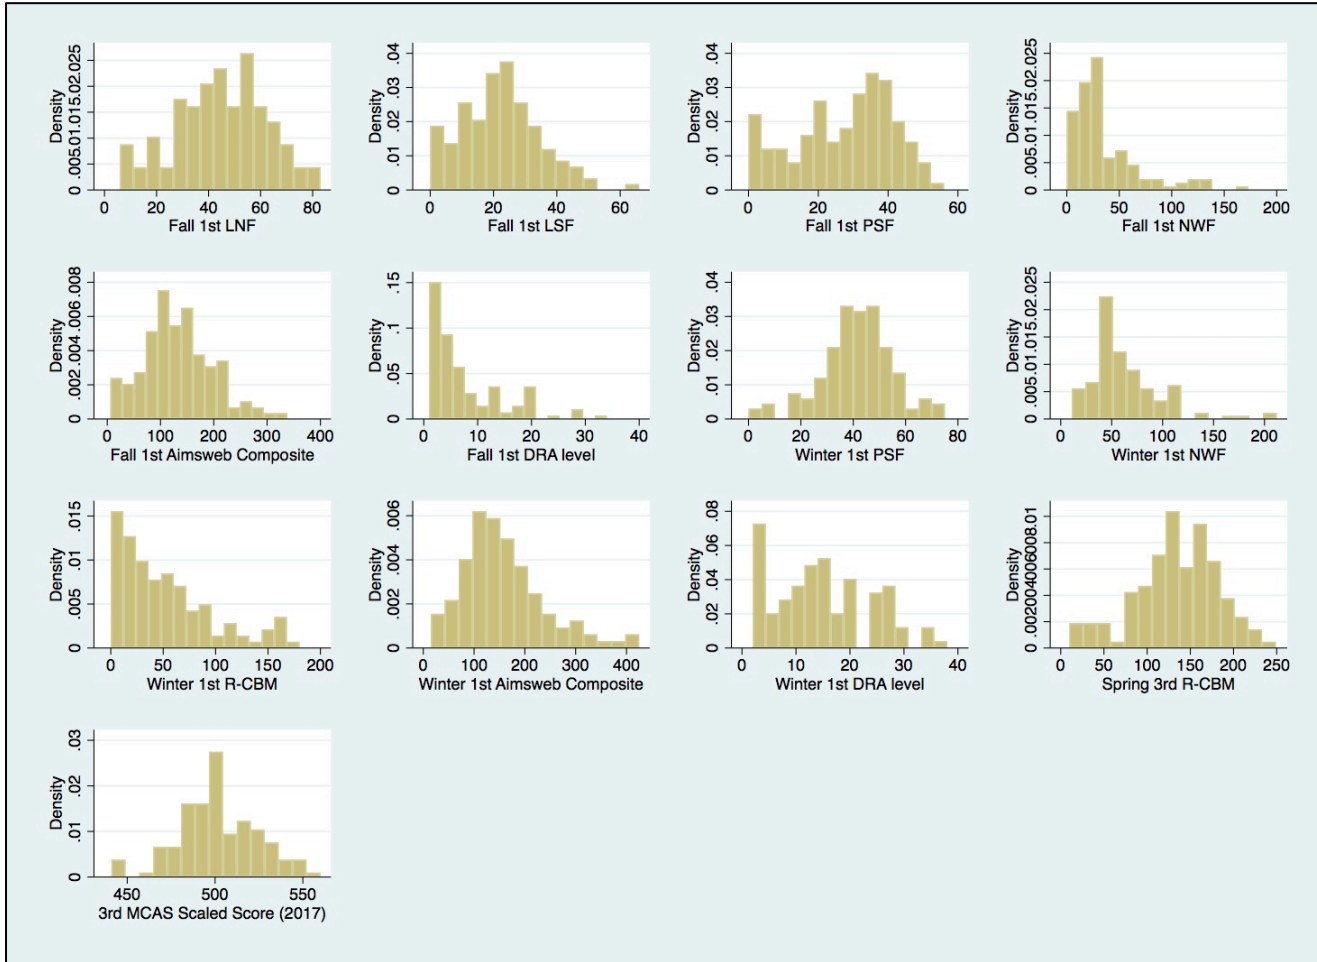 Density
0 .005.01.015.02.025
0 20 40 60 80
Fall 1st LNF
Density
0 .01 .02 .03 .04
0 20 40 60
Fall 1st LSF
Density
0 .01 .02 .03 .04
0 20 40 60
Fall 1st PSF
Density
0 .005.01.015.02.025
0 50 100 150 200
Fall 1st NWF
Density
0 .002.004.006.008
0 100 200 300 400
Fall 1st Aimsweb Composite
Density
0 .05 .1 .15
0 10 20 30 40
Fall 1st DRA level
Density
0 .01 .02 .03 .04
0 20 40 60 80
Winter 1st PSF
Density
0 .005.01.015.02.025
0 50 100 150 200
Winter 1st NWF
Density
0 .005 .01 .015
0 50 100 150 200
Winter 1st R-CBM
Density
0 .002 .004 .006
0 100 200 300 400
Winter 1st Aimsweb Composite
Density
0 .02 .04 .06 .08
0 10 20 30 40
Winter 1st DRA level
Density
0 .002.004.006.008.01
0 50 100 150 200 250
Spring 3rd R-CBM
Density
0 .01 .02 .03
450 500 550
3rd MCAS Scaled Score (2017)